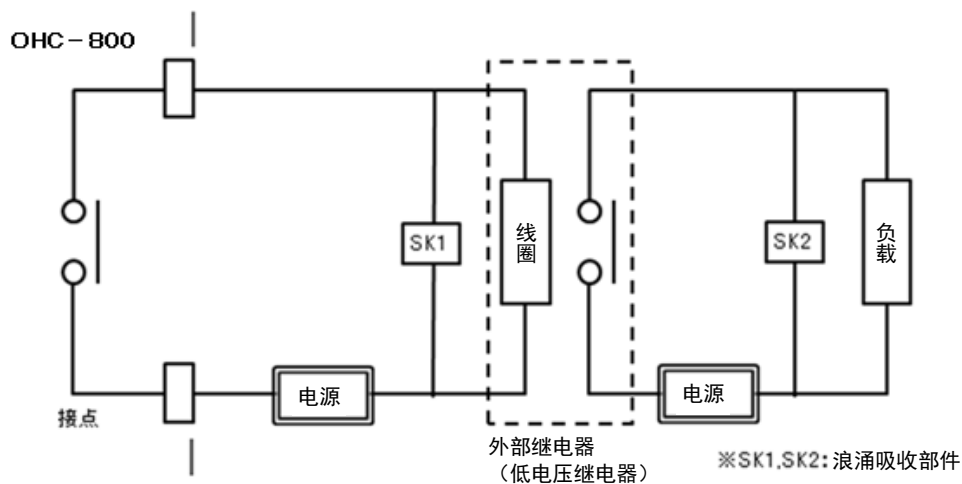 OHC-800
SK1
线圈
SK2
负载
电源
电源
接点
外部继电器
（低电压继电器）
※SK1,SK2:浪涌吸收部件